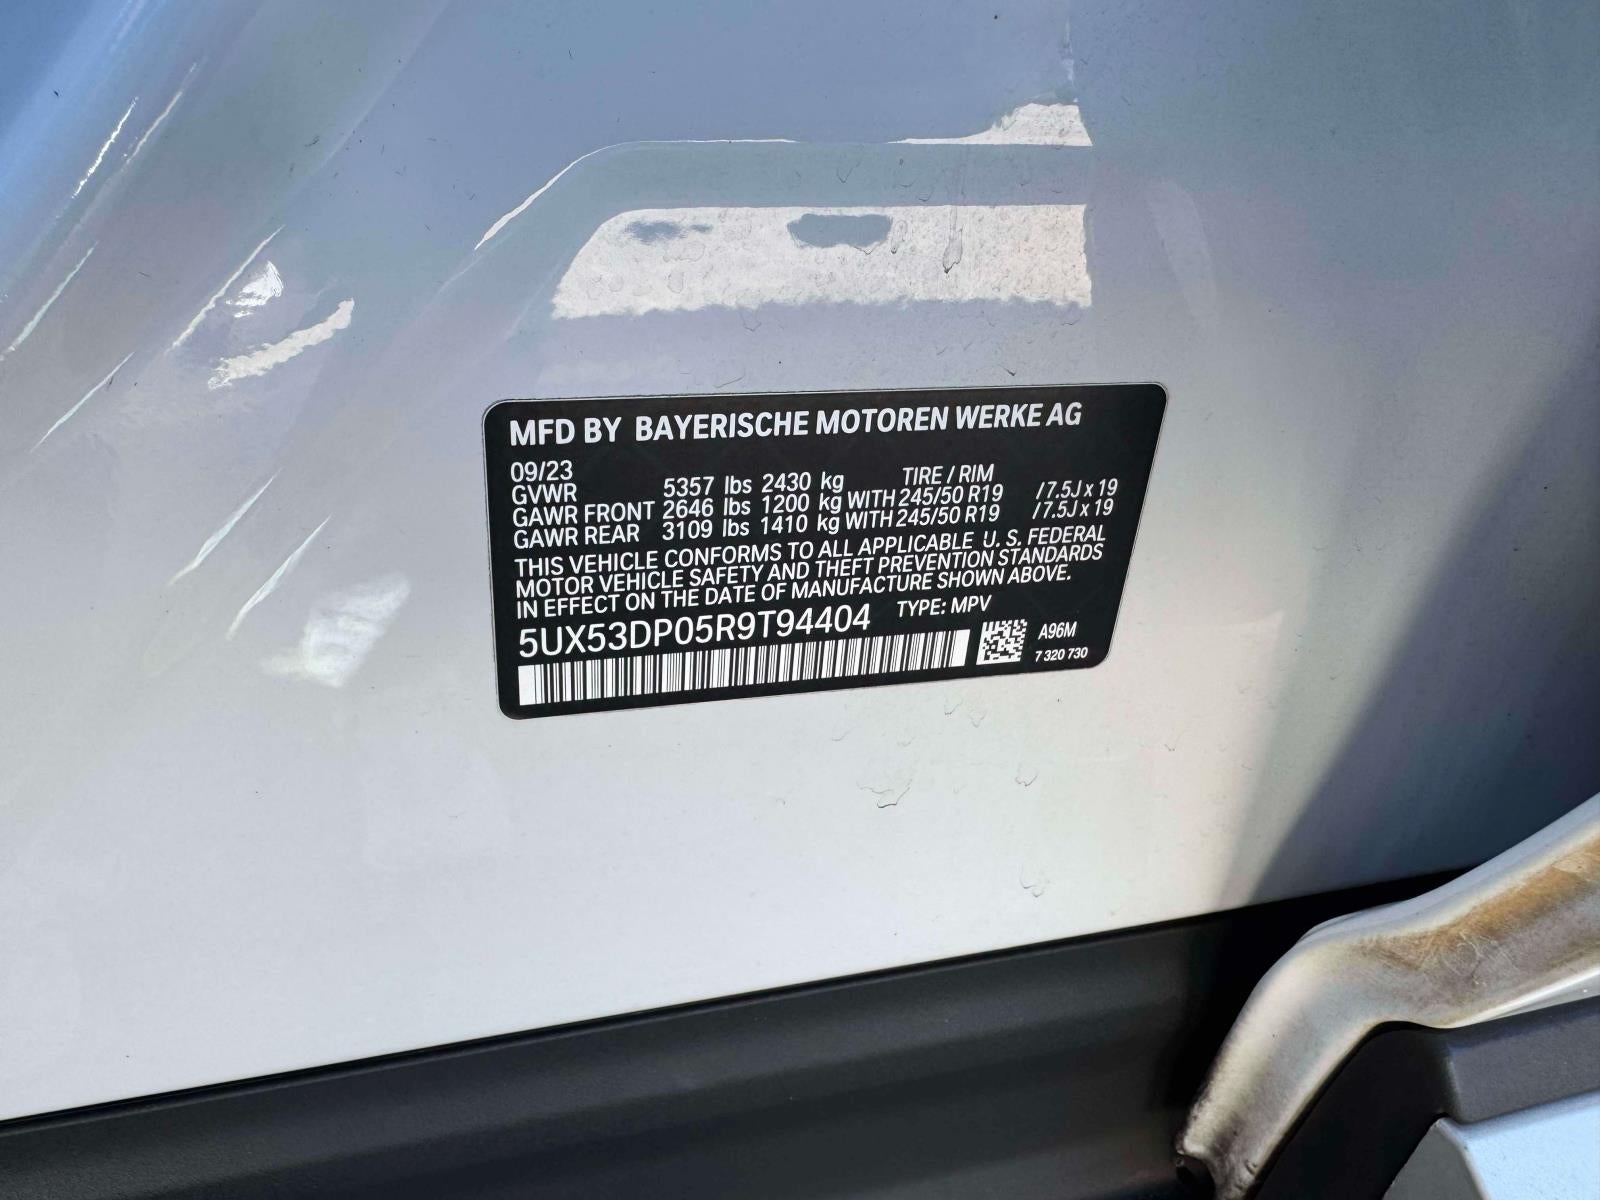 MFD BY BAYERISCHE MOTOREN WERKE AG
09/23 TIRE / RIM
GVWR 5357 lbs 2430 kg
GAWR FRONT 2646 lbs 1200 kg WITH 245/50 R19 / 7.5J x 19
GAWR REAR 3109 lbs 1410 kg WITH 245/50 R19 / 7.5J x 19
THIS VEHICLE CONFORMS TO ALL APPLICABLE U. S. FEDERAL
MOTOR VEHICLE SAFETY AND THEFT PREVENTION STANDARDS
IN EFFECT ON THE DATE OF MANUFACTURE SHOWN ABOVE.
5UX53DP05R9T94404 TYPE: MPV
A96M
7 320 730